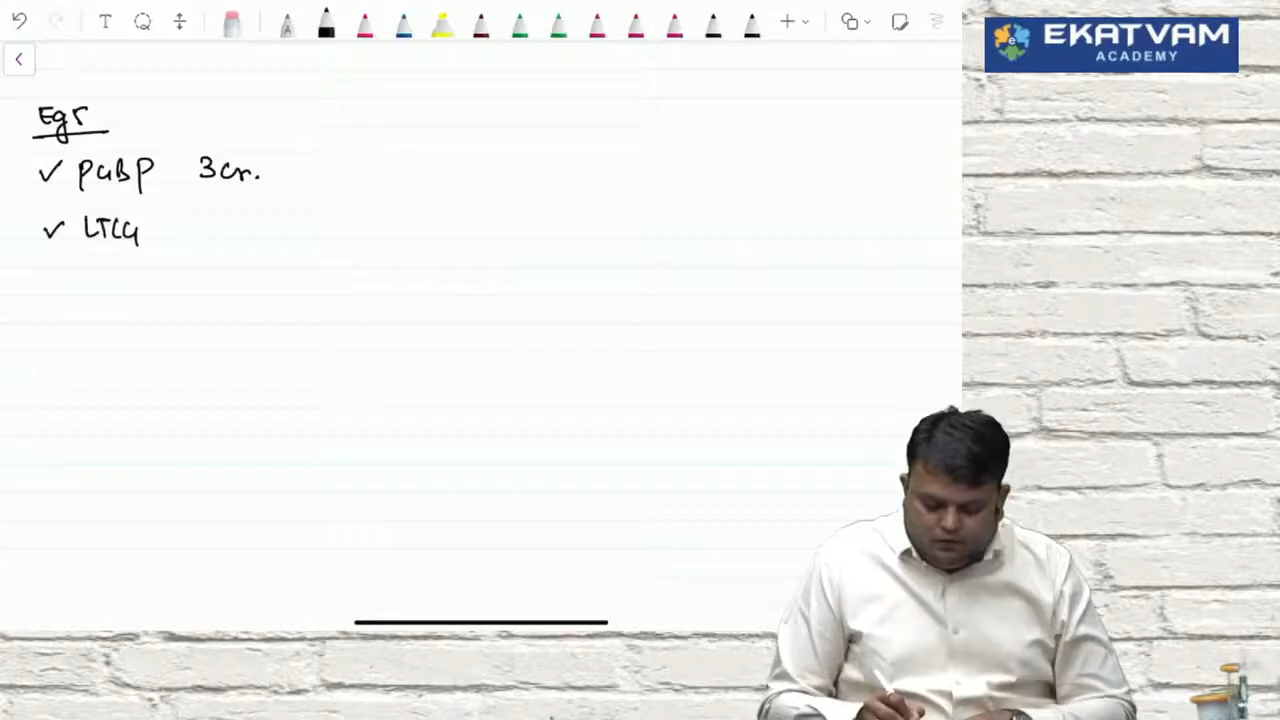 EKATVAM
ACADEMY
Eg 5
✓ PGBP 3cr.
✓ LTCG